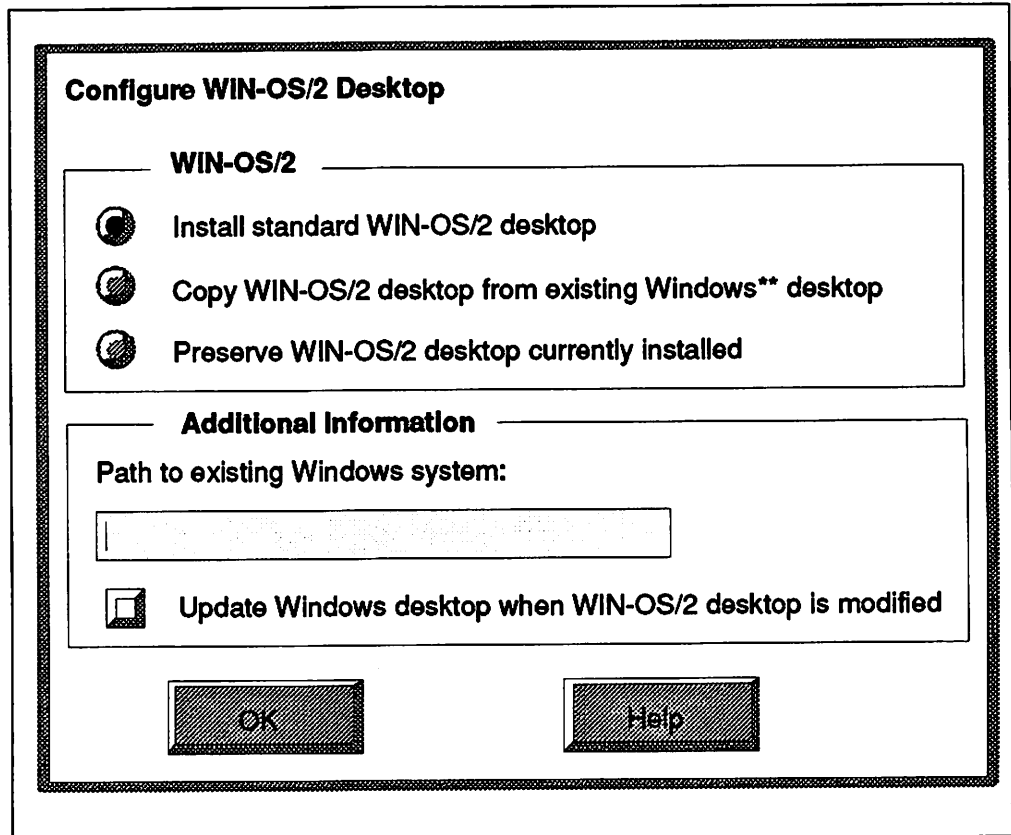 Configure WIN-OS/2 Desktop
WIN-OS/2
Install standard WIN-OS/2 desktop
Copy WIN-OS/2 desktop from existing Windows** desktop
Preserve WIN-OS/2 desktop currently installed
Additional Information
Path to existing Windows system:
Update Windows desktop when WIN-OS/2 desktop is modified
OK
Help